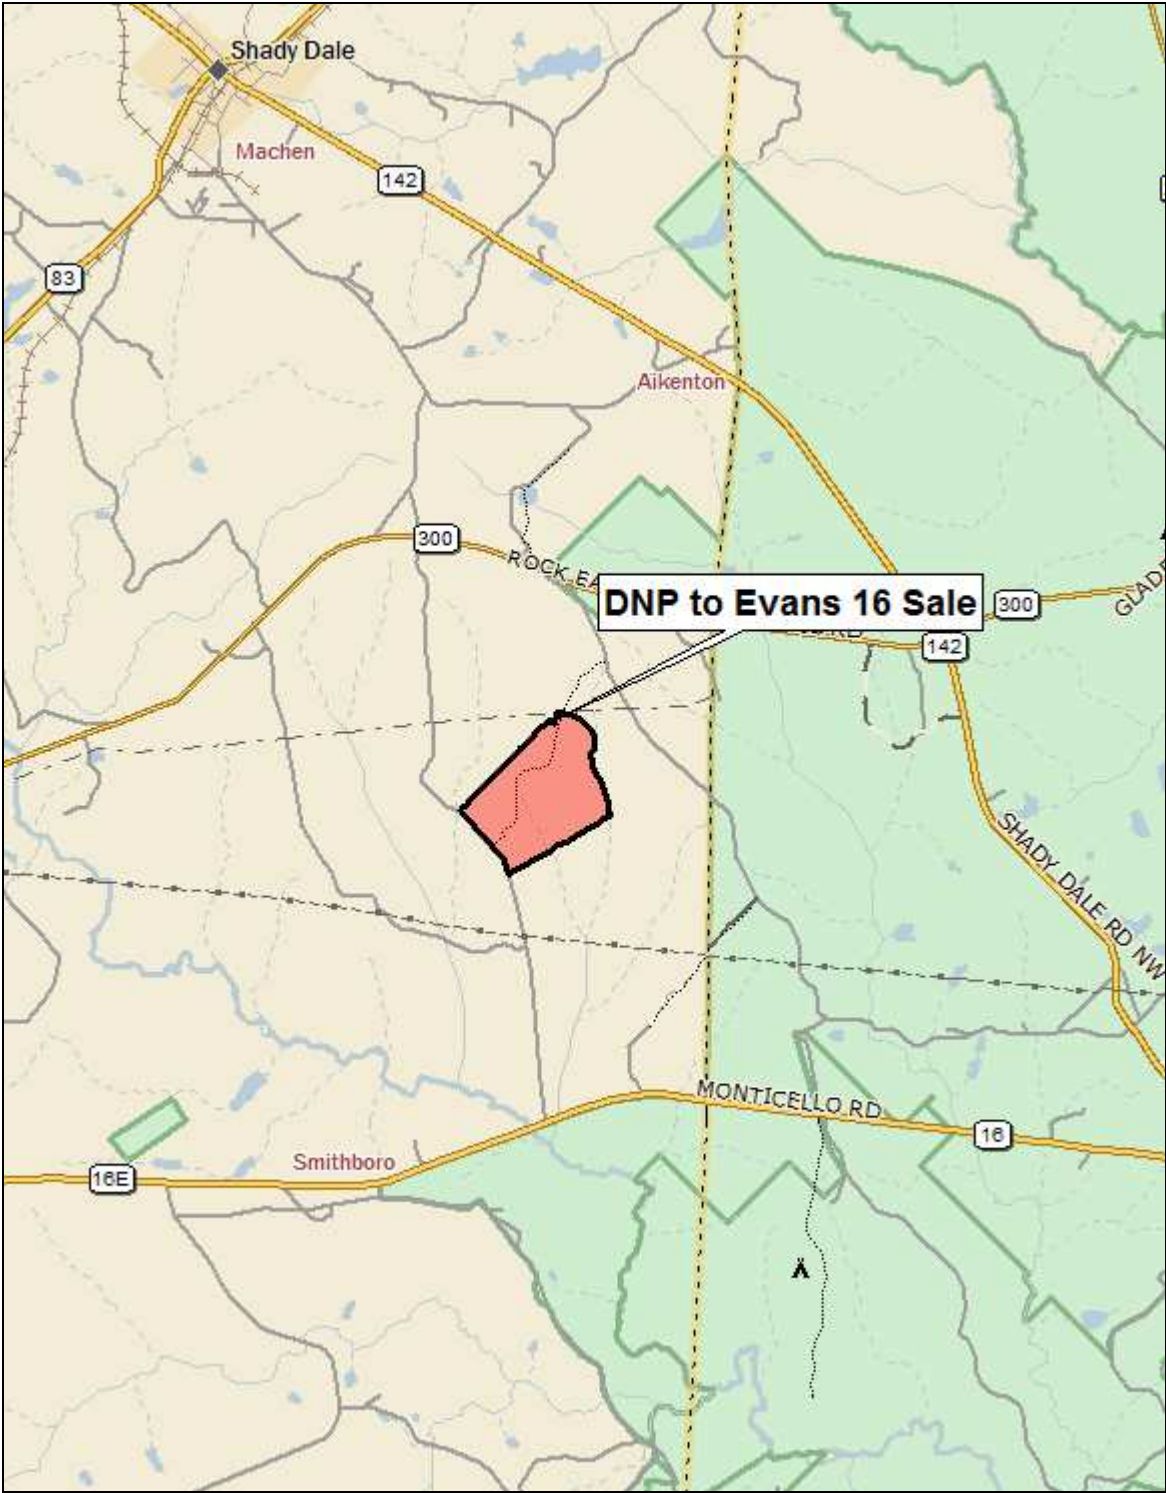 Shady Dale
Machen
142
83
Aikenton
300
ROCK EA
DNP to Evans 16 Sale
RD
300
GLADE
142
SHADY DALE RD NW
MONTICELLO RD
16
Smithboro
16E